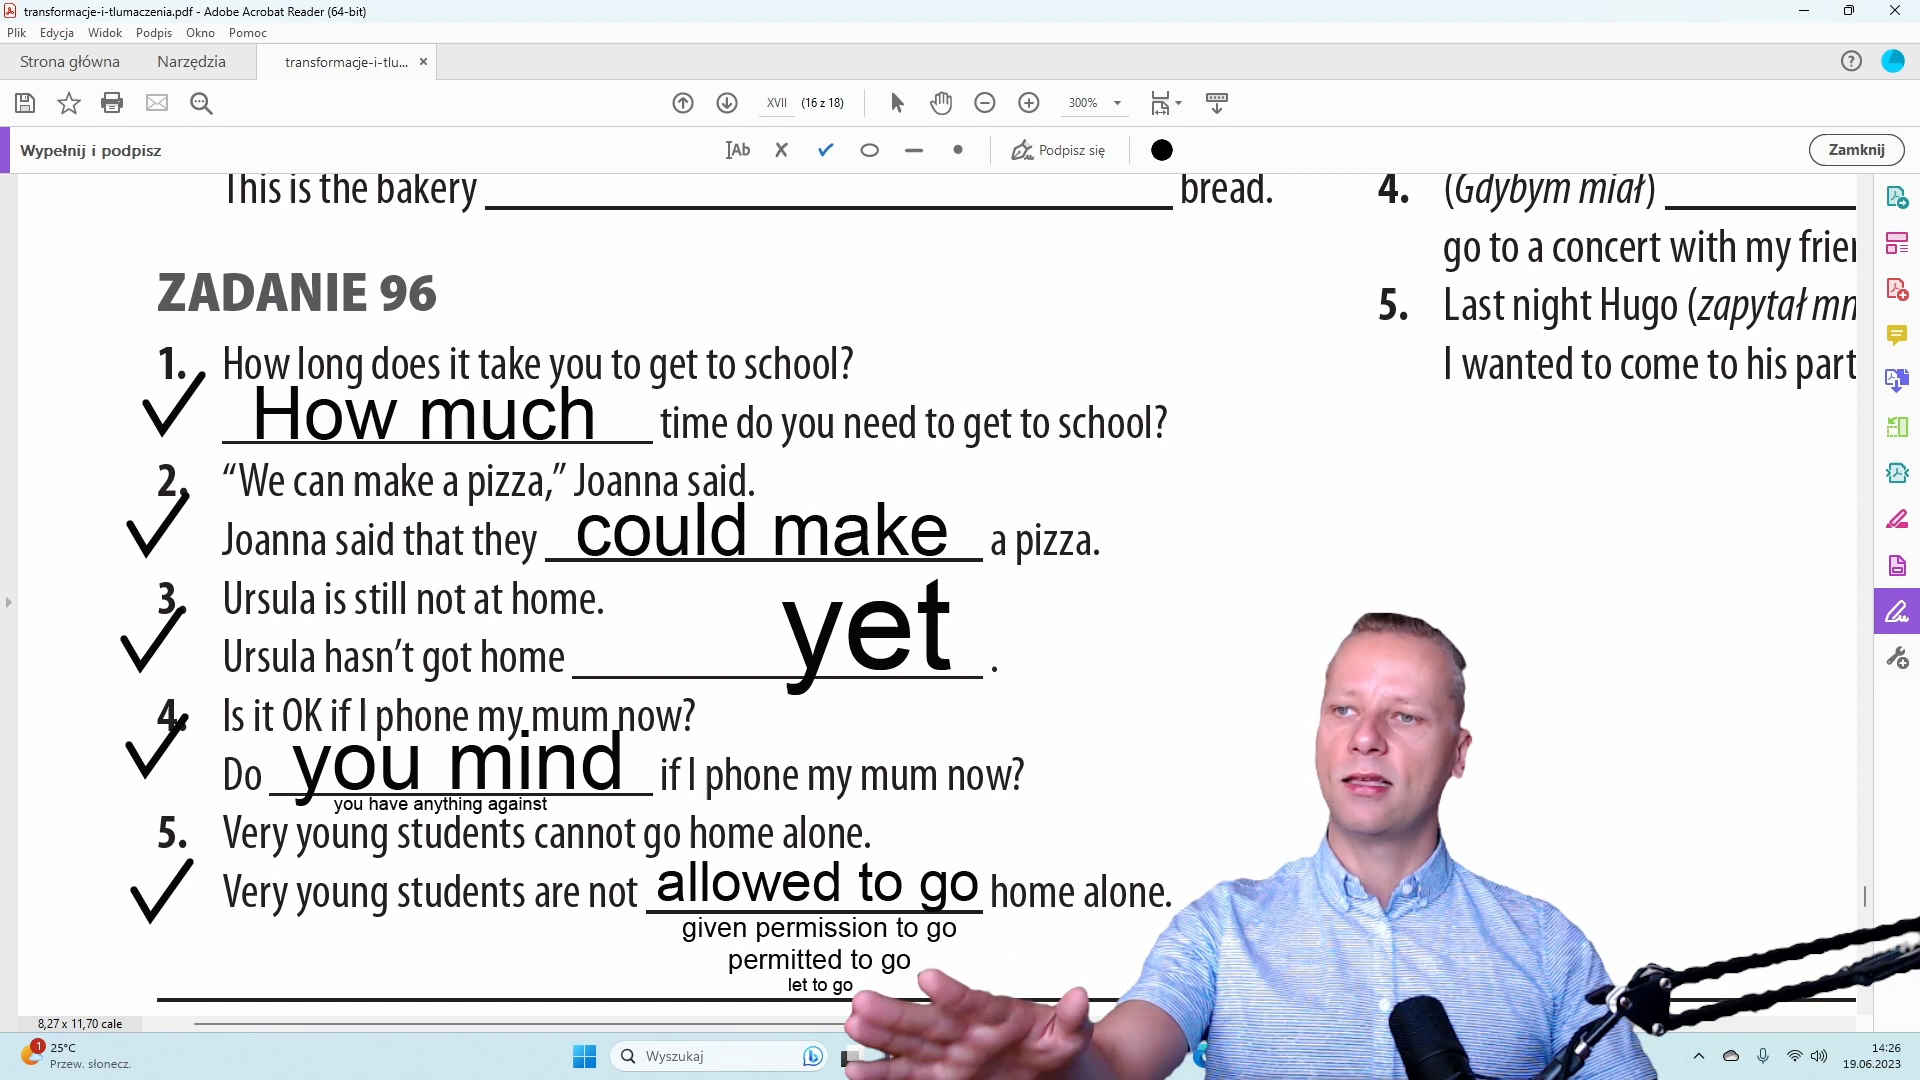 transformacje-i-tlumaczenia.pdf - Adobe Acrobat Reader (64-bit)
Plik Edycja Widok Podpis Okno Pomoc
Strona główna Narzędzia transformacje-i-tlu... ×
XVII (16 z 18) 300%
Wypełnij i podpisz
Ab Podpisz się
Zamknij
This is the bakery bread.
ZADANIE 96
1. How long does it take you to get to school?
How much time do you need to get to school?
2. “We can make a pizza,” Joanna said.
Joanna said that they could make a pizza.
3. Ursula is still not at home.
Ursula hasn’t got home yet.
4. Is it OK if I phone my mum now?
Do you mind if I phone my mum now?
you have anything against
5. Very young students cannot go home alone.
Very young students are not allowed to go home alone.
given permission to go
permitted to go
let to go
4. (Gdybym miał)
go to a concert with my frie
5. Last night Hugo (zapytał mn
I wanted to come to his part
8,27 x 11,70 cale
1
25°C
Przew. słonecz.
Wyszukaj
14:26
19.06.2023